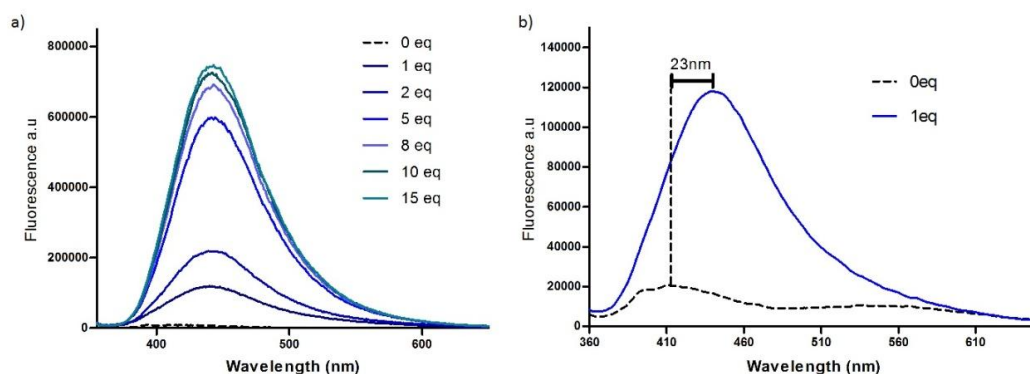 a)
800000
600000
400000
200000
0
Fluorescence a.u
400
500
600
Wavelength (nm)
0 eq
1 eq
2 eq
5 eq
8 eq
10 eq
15 eq
b)
140000
120000
100000
80000
60000
40000
20000
0
Fluorescence a.u
23nm
360
410
460
510
560
610
Wavelength (nm)
0eq
1eq